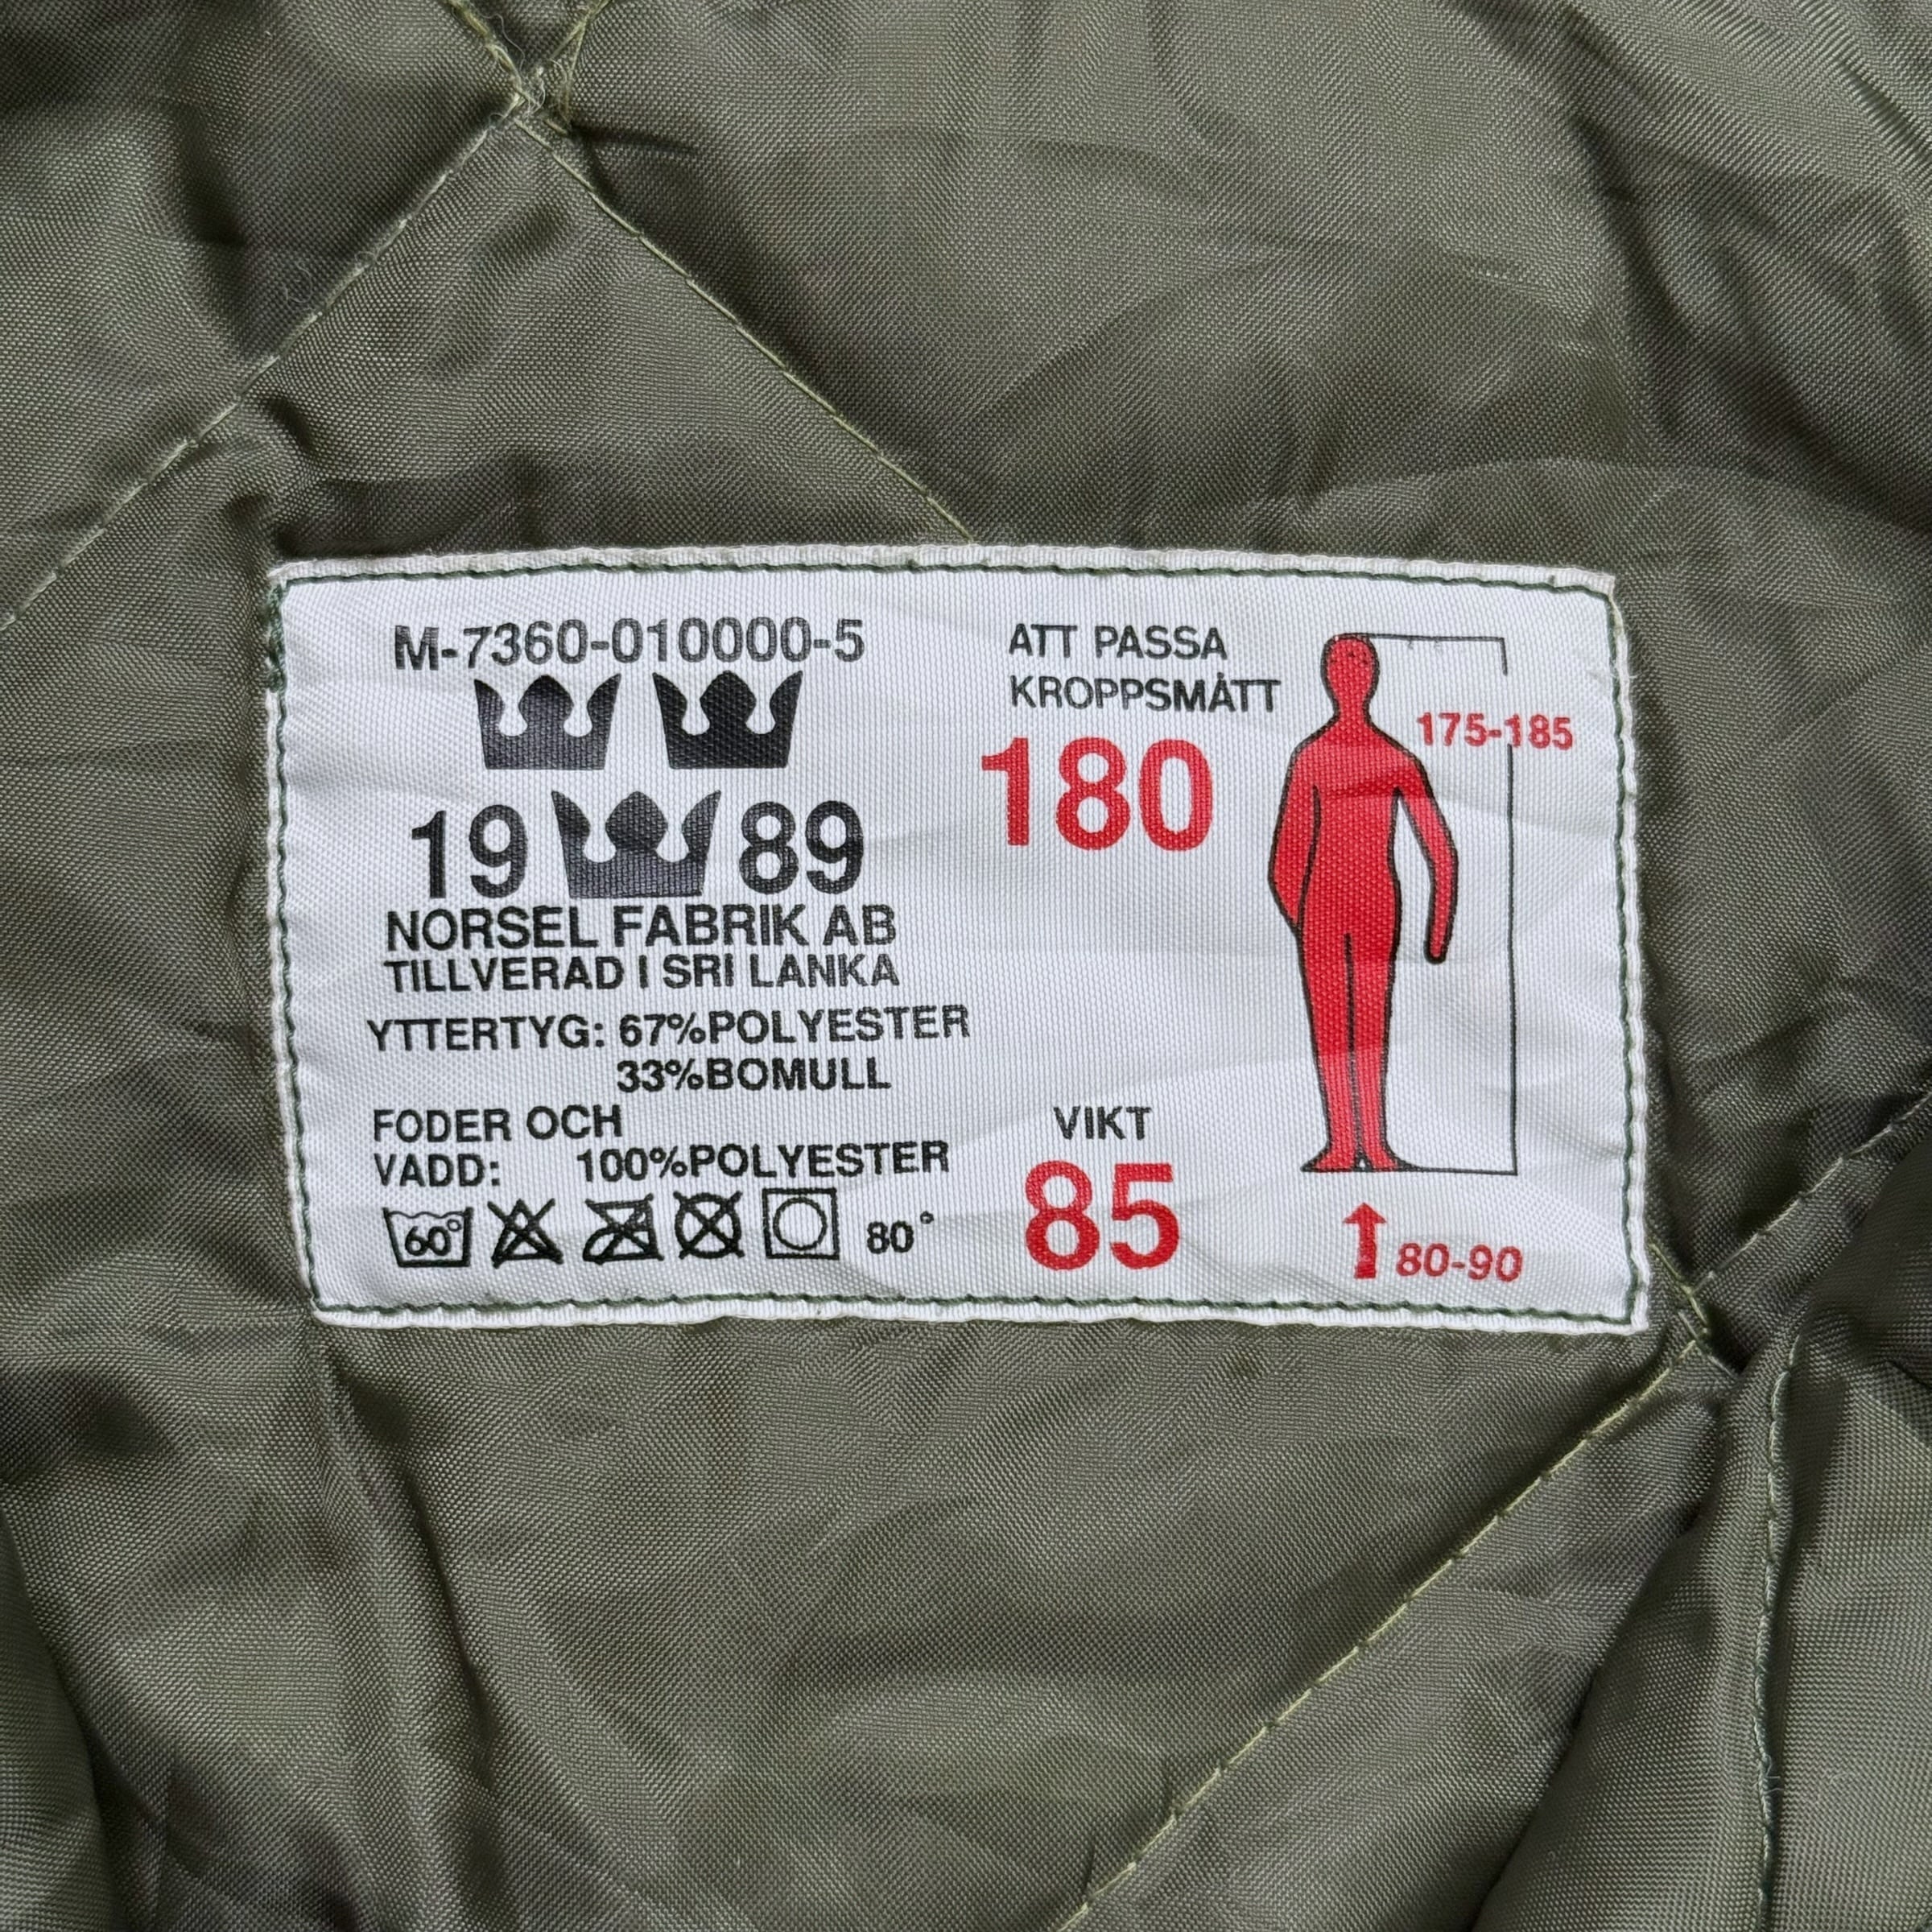 M-7360-010000-5
19 89
NORSEL FABRIK AB
TILLVERAD I SRI LANKA
YTTERTYG: 67%POLYESTER
33%BOMULL
FODER OCH
VADD: 100%POLYESTER
60° 80°
ATT PASSA
KROPPSMÅTT
180
175-185
VIKT
85
80-90